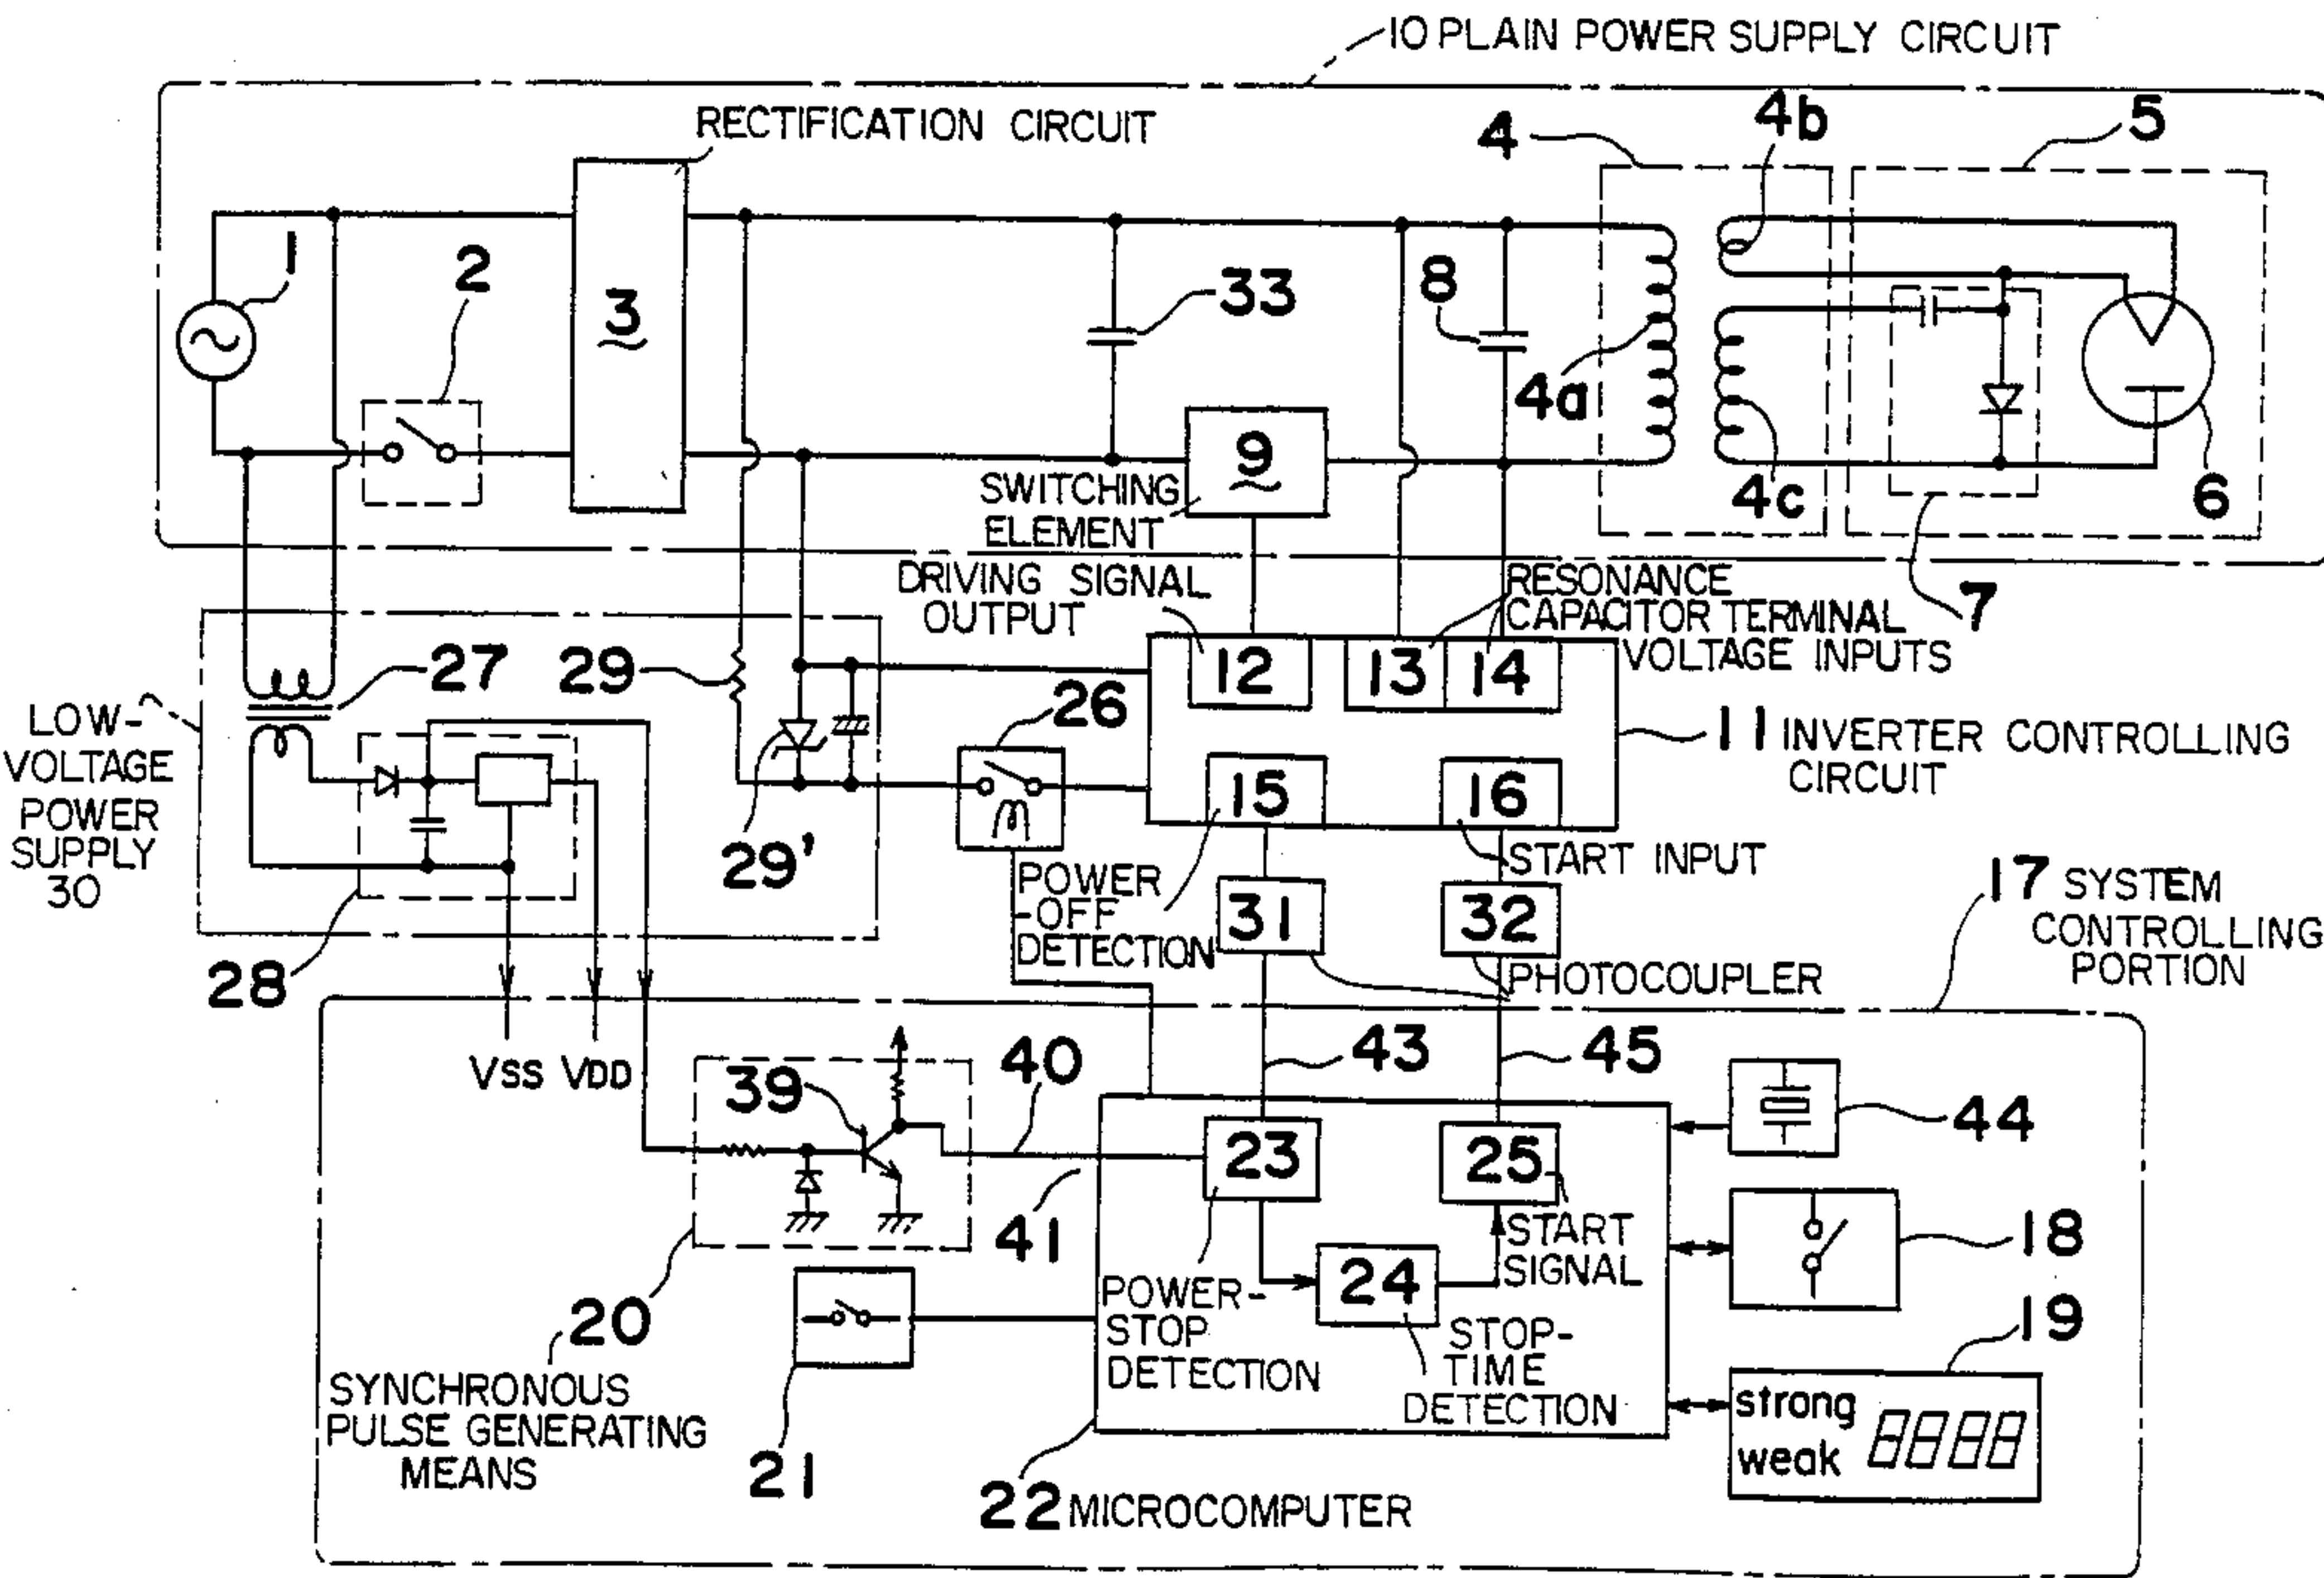 10 PLAIN POWER SUPPLY CIRCUIT
RECTIFICATION CIRCUIT
4
4b
5
1
2
3
33
8
4a
9
4c
6
SWITCHING
ELEMENT
7
DRIVING SIGNAL
OUTPUT
RESONANCE
CAPACITOR TERMINAL
VOLTAGE INPUTS
27
29
26
12
13
14
LOW-
VOLTAGE
POWER
SUPPLY
30
11 INVERTER CONTROLLING
CIRCUIT
15
16
29'
28
POWER
-OFF
DETECTION
31
START INPUT
32
PHOTOCOUPLER
17 SYSTEM
CONTROLLING
PORTION
VSS VDD
39
40
43
45
44
41
23
25
START
SIGNAL
18
20
24
POWER-
STOP
DETECTION
STOP-
TIME
DETECTION
19
strong
weak 8888
SYNCHRONOUS
PULSE GENERATING
MEANS
21
22 MICROCOMPUTER